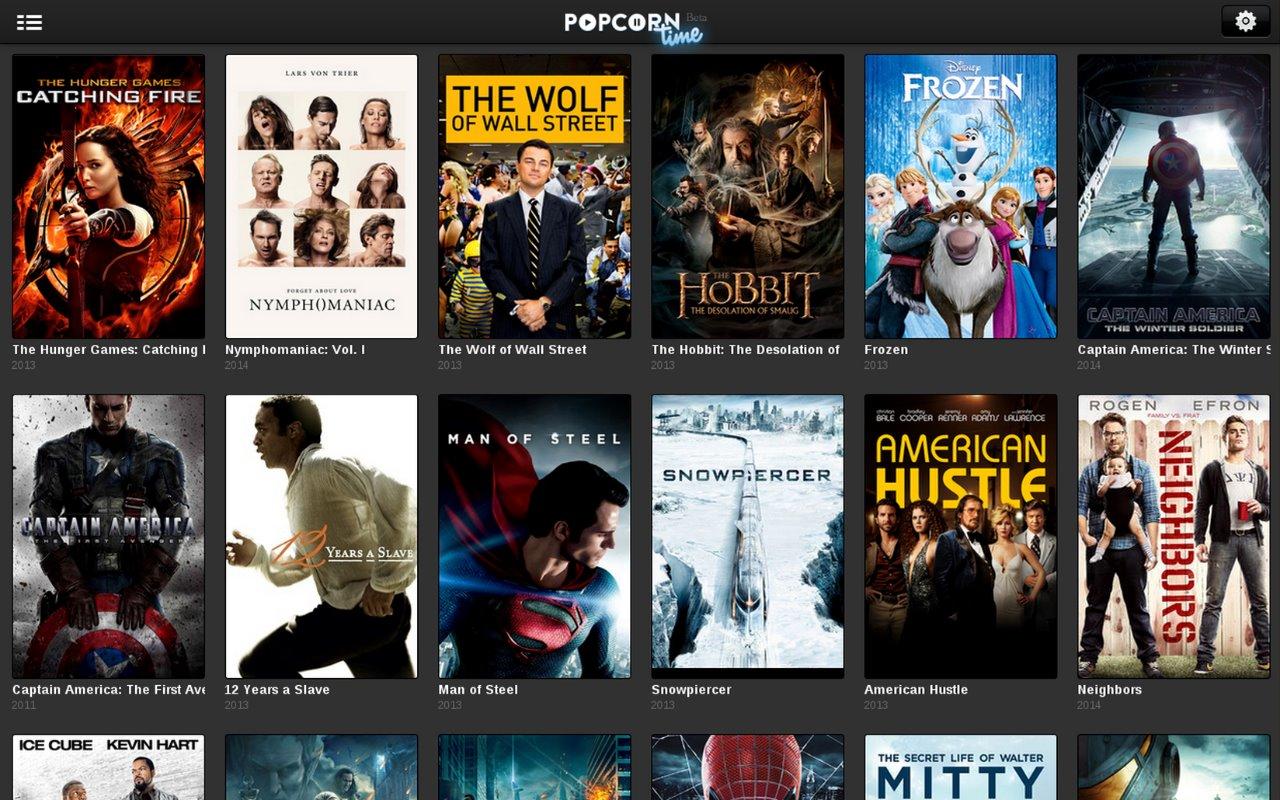 POPCORN Beta
time
THE HUNGER GAMES
CATCHING FIRE
LARS VON TRIER
FORGET ABOUT LOVE
NYMPH()MANIAC
THE WOLF
OF WALL STREET
THE
HOBBIT
THE DESOLATION OF SMAUG
Disney
FROZEN
CAPTAIN AMERICA
THE WINTER SOLDIER
The Hunger Games: Catching
Nymphomaniac: Vol. I
The Wolf of Wall Street
The Hobbit: The Desolation of
Frozen
Captain America: The Winter S
2013
2014
2013
2013
2013
2014
CAPTAIN AMERICA
THE FIRST AVENGER
12 YEARS A SLAVE
MAN OF STEEL
SNOWPIERCER
christian BALE bradley COOPER jeremy RENNER amy ADAMS jennifer LAWRENCE
AMERICAN
HUSTLE
ROGEN EFRON
FAMILY VS. FRAT
NEIGHBORS
Captain America: The First Ave
12 Years a Slave
Man of Steel
Snowpiercer
American Hustle
Neighbors
2011
2013
2013
2013
2013
2014
ICE CUBE KEVIN HART
THE SECRET LIFE OF WALTER
MITTY